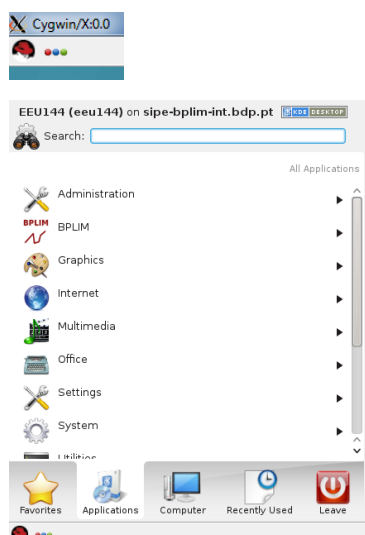 Cygwin/X:0.0
EEU144 (eeu144) on sipe-bplim-int.bdp.pt KDE DESKTOP
Search:
All Applications
Administration
BPLIM BPLIM
Graphics
Internet
Multimedia
Office
Settings
System
Utilities
Favorites Applications Computer Recently Used Leave